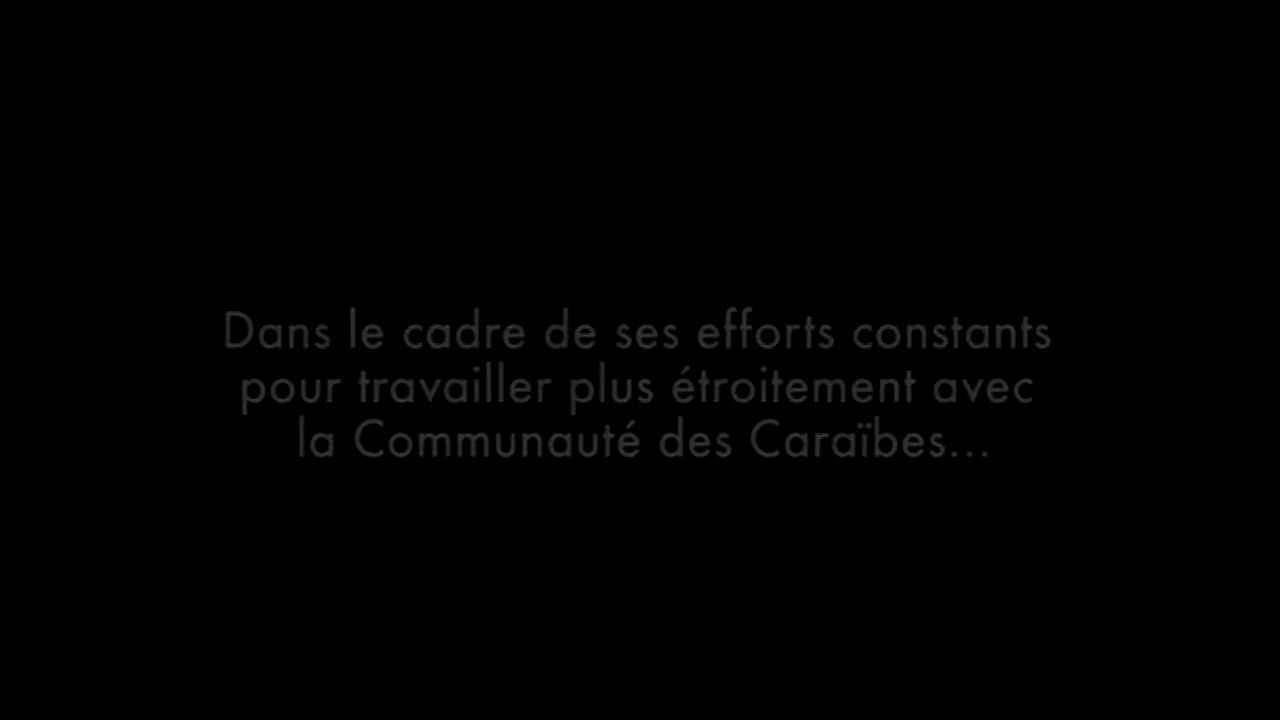 Dans le cadre de ses efforts constants
pour travailler plus étroitement avec
la Communauté des Caraïbes...